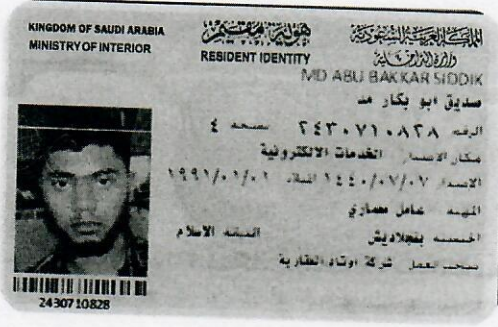 KINGDOM OF SAUDI ARABIA
MINISTRY OF INTERIOR
هوية مقيم
RESIDENT IDENTITY
المملكة العربية السعودية
وزارة الداخلية
MD ABU BAKKAR SIDDIK
صديق ابو بكار مد
الرقم ٢٤٣٠٧١٠٨٢٨ نسخة ٤
مكان الاصدار الخدمات الالكترونية
الاصدار ١٤٤٠/٠٧/٠٧ الميلاد ١٩٩١/٠١/٠١
المهنة عامل معماري
الجنسية بنجلاديش الديانة الاسلام
صاحب العمل شركة اوتاد العقارية
2430710828